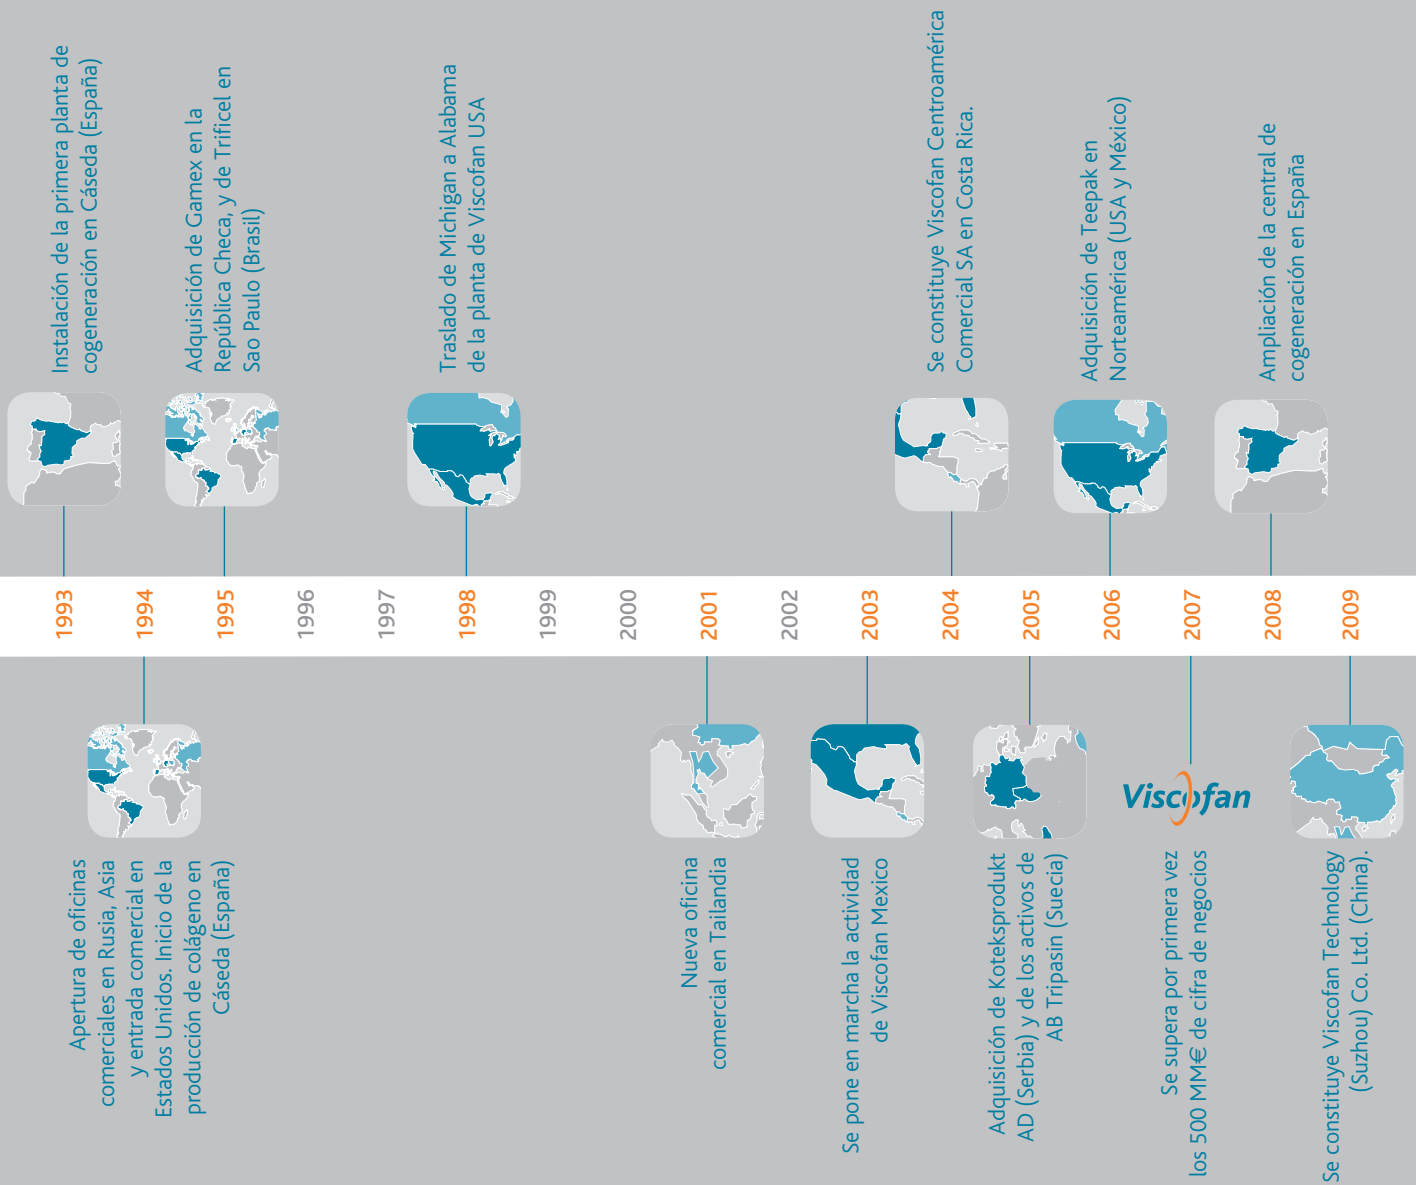 Instalación de la primera planta de
cogeneración en Cáseda (España)
Adquisición de Gamex en la
República Checa, y de Trificel en
Sao Paulo (Brasil)
Traslado de Michigan a Alabama
de la planta de Viscofan USA
Se constituye Viscofan Centroamérica
Comercial SA en Costa Rica.
Adquisición de Teepak en
Norteamérica (USA y México)
Ampliación de la central de
cogeneración en España
1993
1994
1995
1996
1997
1998
1999
2000
2001
2002
2003
2004
2005
2006
2007
2008
2009
Apertura de oficinas
comerciales en Rusia, Asia
y entrada comercial en
Estados Unidos. Inicio de la
producción de colágeno en
Cáseda (España)
Nueva oficina
comercial en Tailandia
Se pone en marcha la actividad
de Viscofan Mexico
Adquisición de Koteksprodukt
AD (Serbia) y de los activos de
AB Tripasin (Suecia)
Viscofan
Se supera por primera vez
los 500 MM€ de cifra de negocios
Se constituye Viscofan Technology
(Suzhou) Co. Ltd. (China).